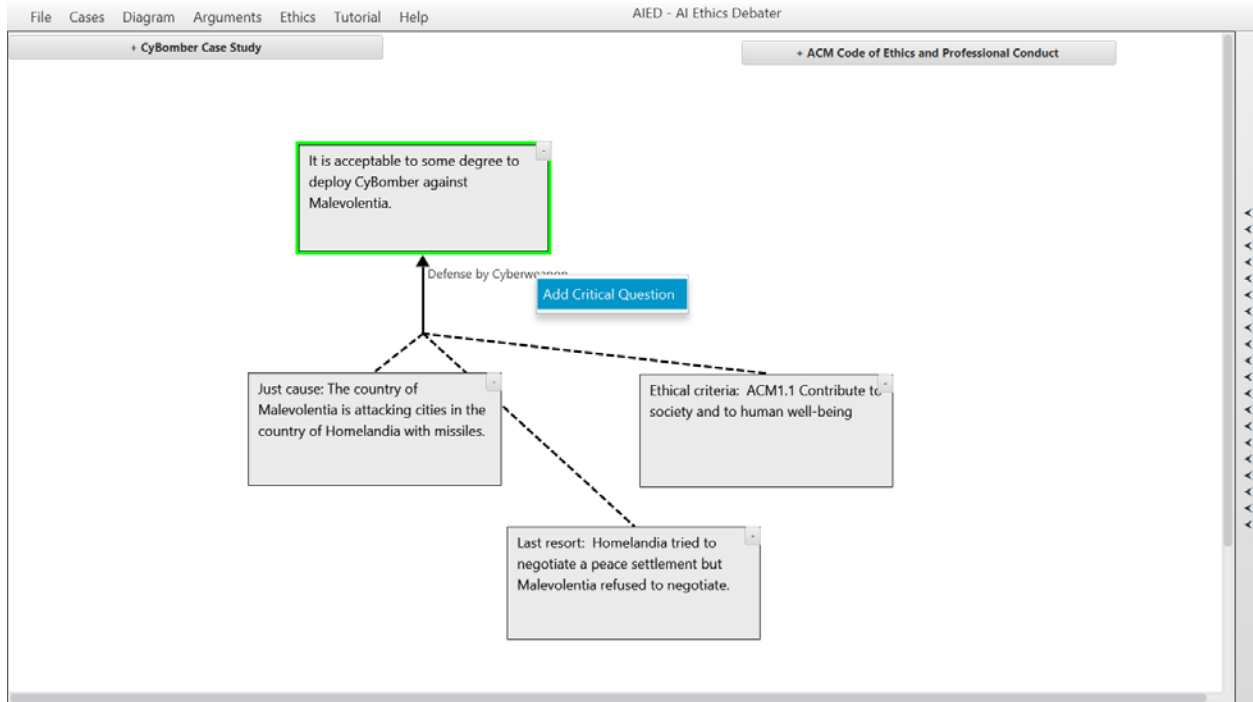 File Cases Diagram Arguments Ethics Tutorial Help
AIED - AI Ethics Debater
+ CyBomber Case Study
+ ACM Code of Ethics and Professional Conduct
It is acceptable to some degree to
deploy CyBomber against
Malevolentia.
-
Defense by Cyberweapon
Add Critical Question
Just cause: The country of
Malevolentia is attacking cities in the
country of Homelandia with missiles.
-
Ethical criteria: ACM1.1 Contribute to
society and to human well-being
-
Last resort: Homelandia tried to
negotiate a peace settlement but
Malevolentia refused to negotiate.
-